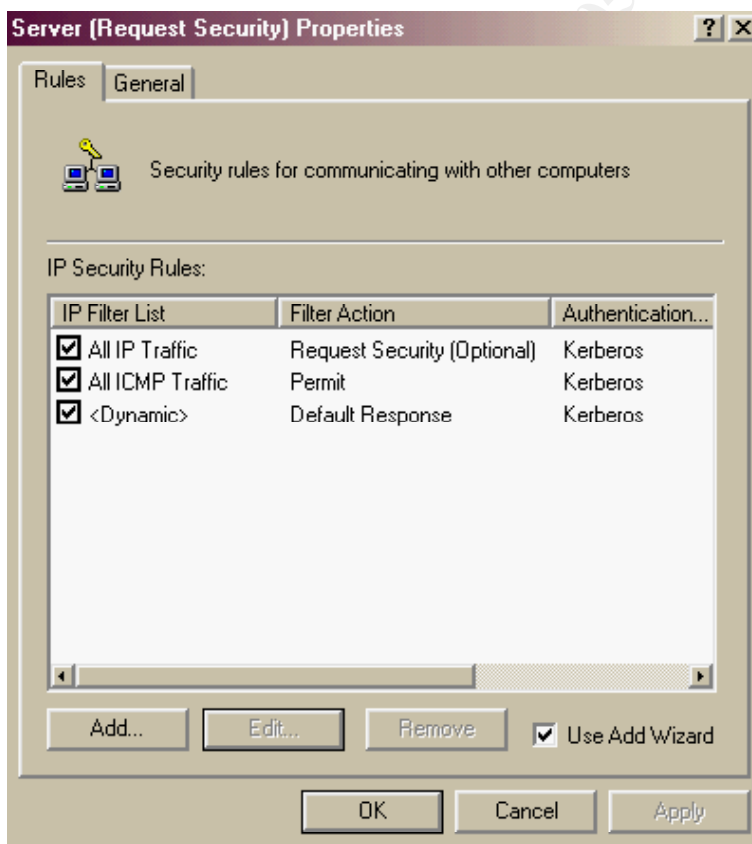 Server (Request Security) Properties
Rules
General
Security rules for communicating with other computers
IP Security Rules:
IP Filter List Filter Action Authentication...
All IP Traffic Request Security (Optional) Kerberos
All ICMP Traffic Permit Kerberos
<Dynamic> Default Response Kerberos
Add... Edit... Remove Use Add Wizard
OK Cancel Apply